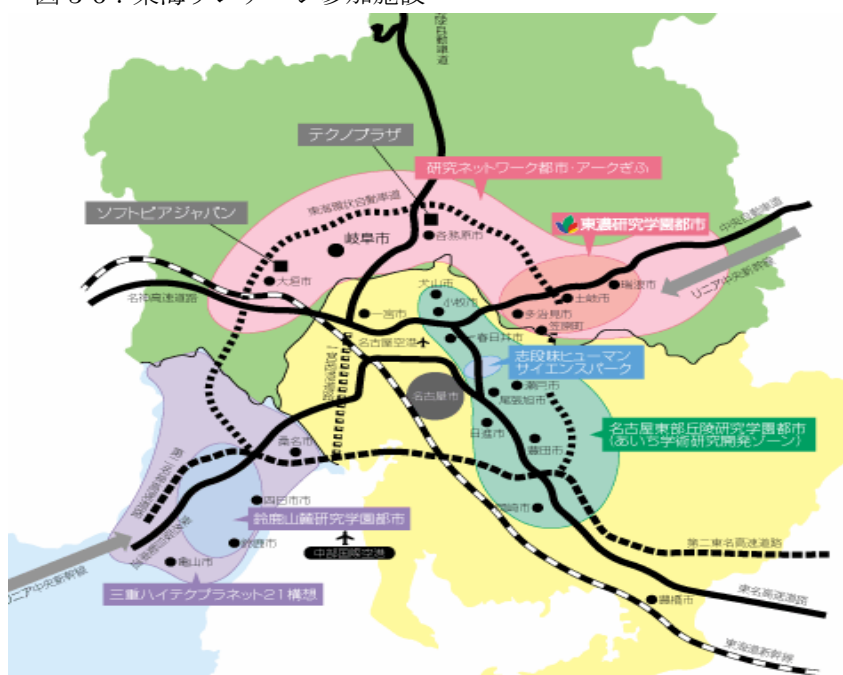 陸自動車道
テクノプラザ
研究ネットワーク都市・アークぎふ
東海環状自動車道
ソフトピアジャパン
東濃研究学園都市
中央自動車道
岐阜市
各務原市
リニア中央新幹線
大垣市
犬山市
瑞浪市
名神高速道路
小牧市
土岐市
一宮市
多治見市
笠原町
名古屋空港
春日井市
志段味ヒューマン
サイエンスパーク
瀬戸市
名古屋市
尾張旭市
日進市
名古屋東部丘陵研究学園都市
(あいち学術研究開発ゾーン)
桑名市
豊田市
四日市市
岡崎市
鈴鹿山麓研究学園都市
鈴鹿市
中部国際空港
第二東名高速道路
亀山市
リニア中央新幹線
三重ハイテクプラネット21構想
豊橋市
東名高速道路
東海道新幹線